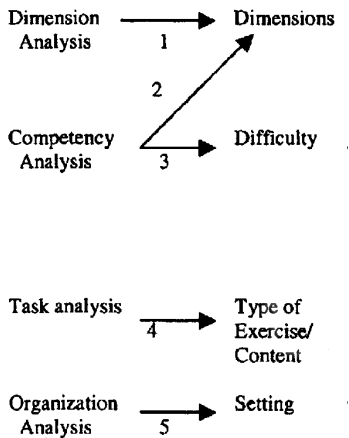 Dimension Analysis
1
Dimensions
2
Competency Analysis
3
Difficulty
Task analysis
4
Type of Exercise/ Content
Organization Analysis
5
Setting